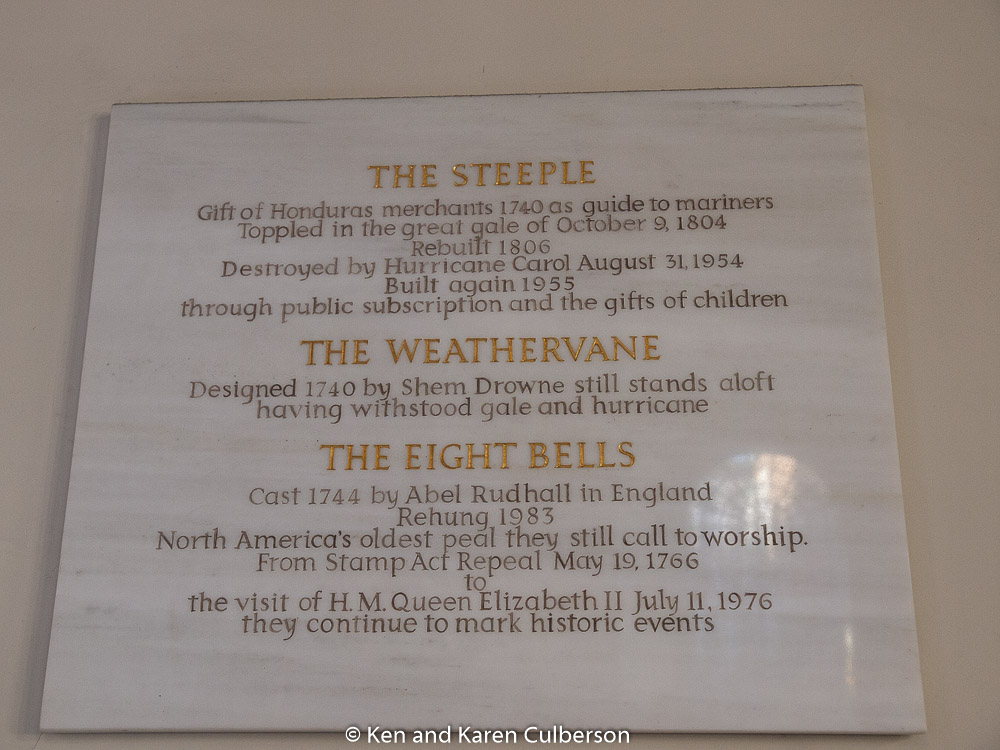 THE STEEPLE
Gift of Honduras merchants 1740 as guide to mariners
Toppled in the great gale of October 9, 1804
Rebuilt 1806
Destroyed by Hurricane Carol August 31, 1954
Built again 1955
through public subscription and the gifts of children
THE WEATHERVANE
Designed 1740 by Shem Drowne still stands aloft
having withstood gale and hurricane
THE EIGHT BELLS
Cast 1744 by Abel Rudhall in England
Rehung 1983
North America's oldest peal they still call to worship.
From Stamp Act Repeal May 19, 1766
to
the visit of H.M. Queen Elizabeth II July 11, 1976
they continue to mark historic events
© Ken and Karen Culberson